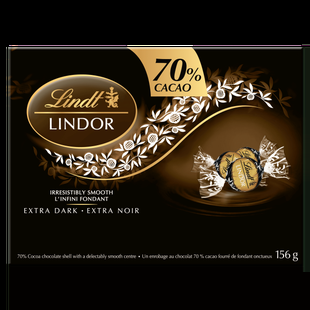 70%
CACAO
Lindt
LINDOR
IRRESISTIBLY SMOOTH
L'INFINI FONDANT
EXTRA DARK · EXTRA NOIR
70% Cocoa chocolate shell with a delectably smooth centre • Un enrobage au chocolat 70 % cacao fourré de fondant onctueux
156 g